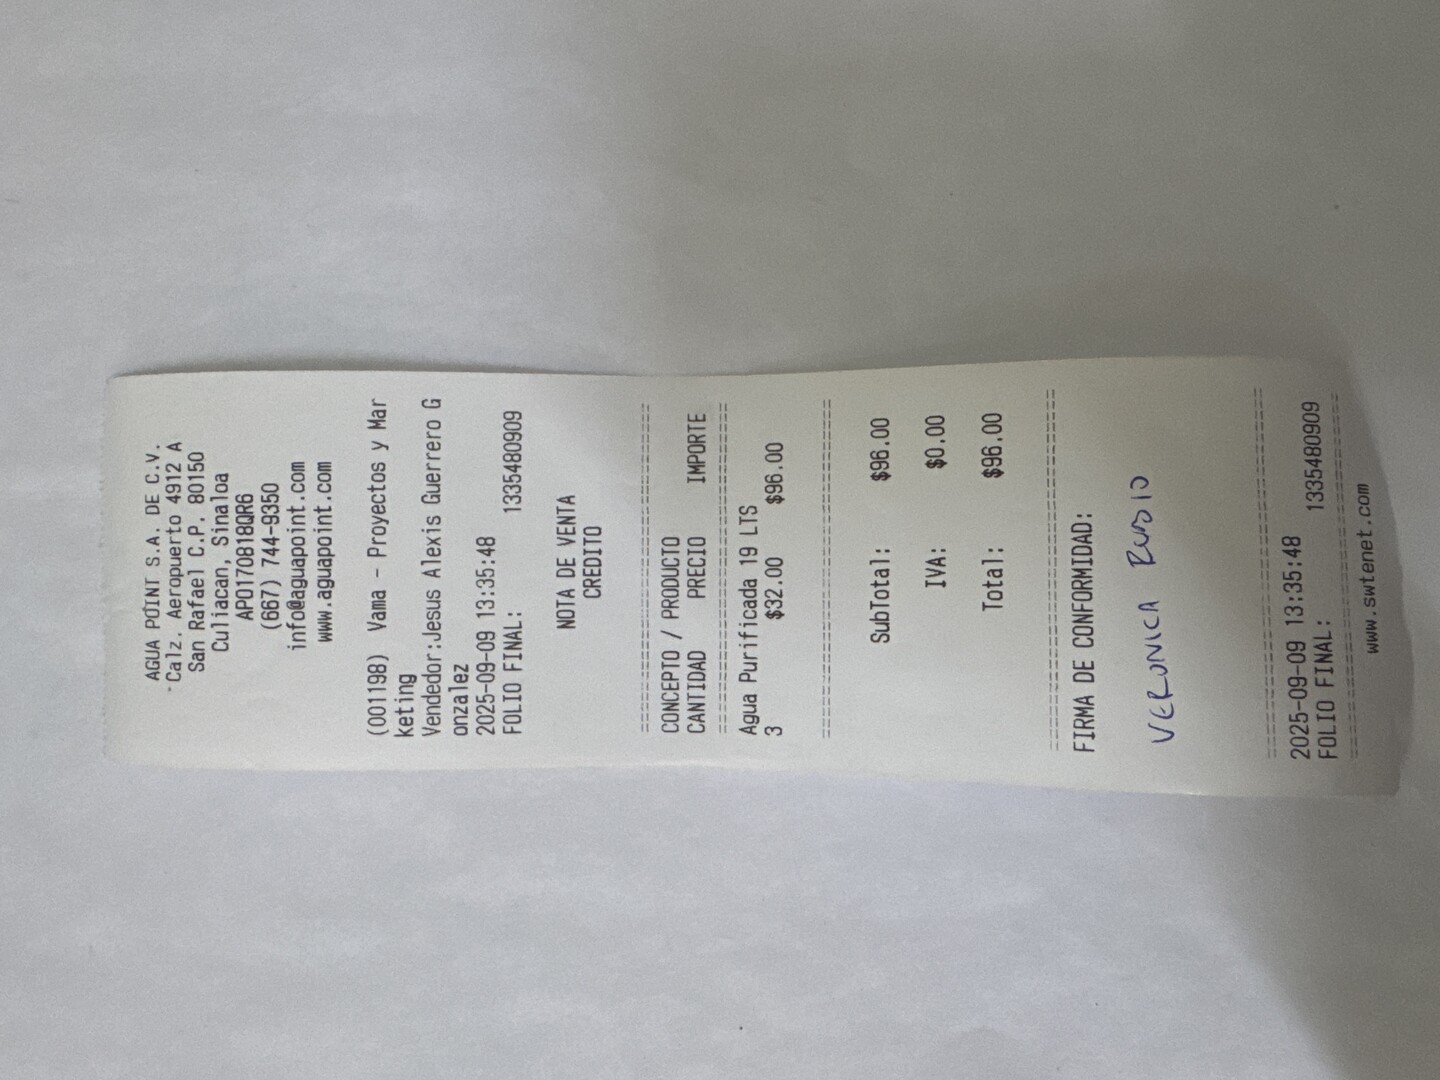 AGUA POINT S.A. DE C.V.
Calz. Aeropuerto 4912 A
San Rafael C.P. 80150
Culiacan, Sinaloa
APO170818QR6
(667) 744-9350
info@aguapoint.com
www.aguapoint.com
(001198) Vama - Proyectos y Mar
keting
Vendedor:Jesus Alexis Guerrero G
onzalez
2025-09-09 13:35:48
FOLIO FINAL: 1335480909
NOTA DE VENTA
CREDITO
CONCEPTO / PRODUCTO
CANTIDAD PRECIO IMPORTE
Agua Purificada 19 LTS
3 $32.00 $96.00
SubTotal: $96.00
IVA: $0.00
Total: $96.00
FIRMA DE CONFORMIDAD:
VERONICA RUBIO
2025-09-09 13:35:48
FOLIO FINAL: 1335480909
www.swtenet.com